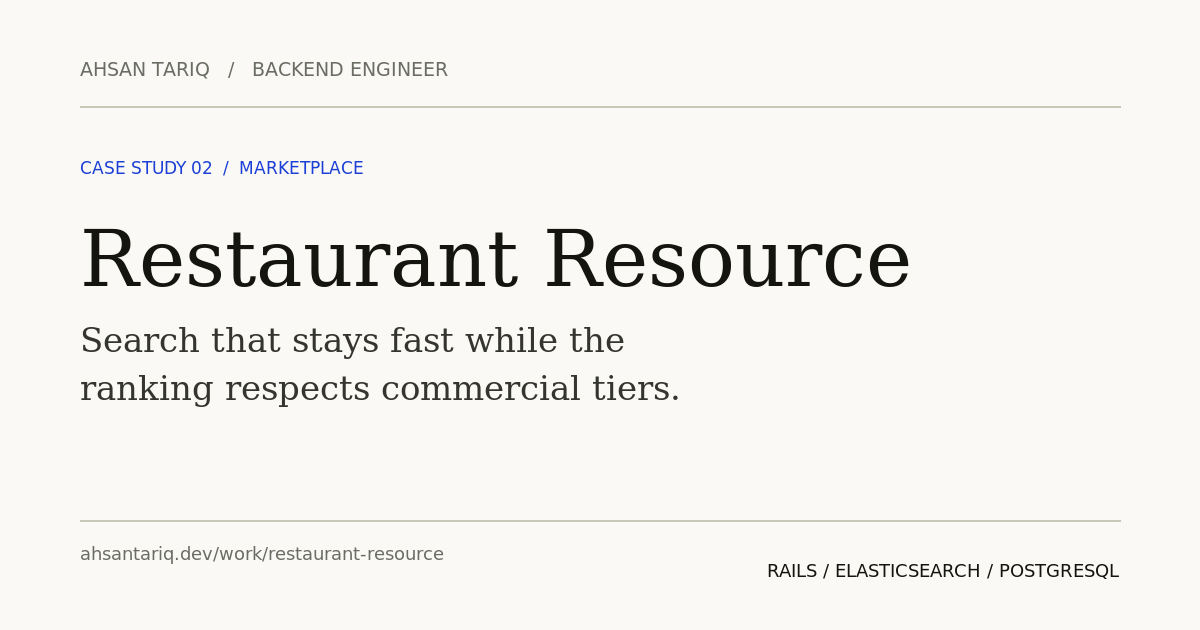 AHSAN TARIQ / BACKEND ENGINEER
CASE STUDY 02 / MARKETPLACE
Restaurant Resource
Search that stays fast while the
ranking respects commercial tiers.
ahsantariq.dev/work/restaurant-resource
RAILS / ELASTICSEARCH / POSTGRESQL